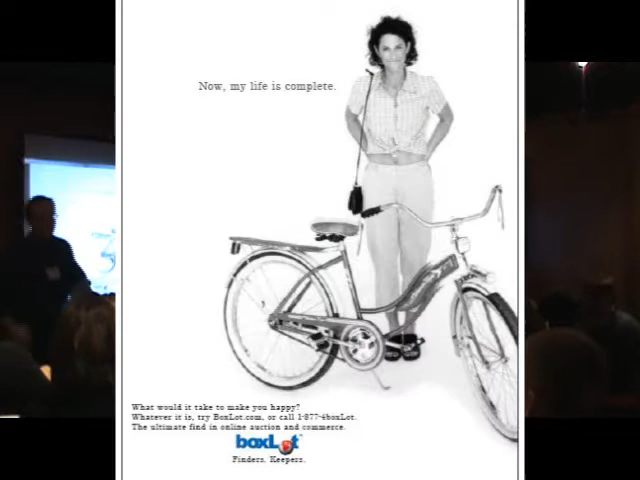 Now, my life is complete.
What would it take to make you happy?
Whatever it is, try BoxLot.com, or call 1-877-4boxLot.
The ultimate find in online auction and commerce.
boxLot
Finders, Keepers.